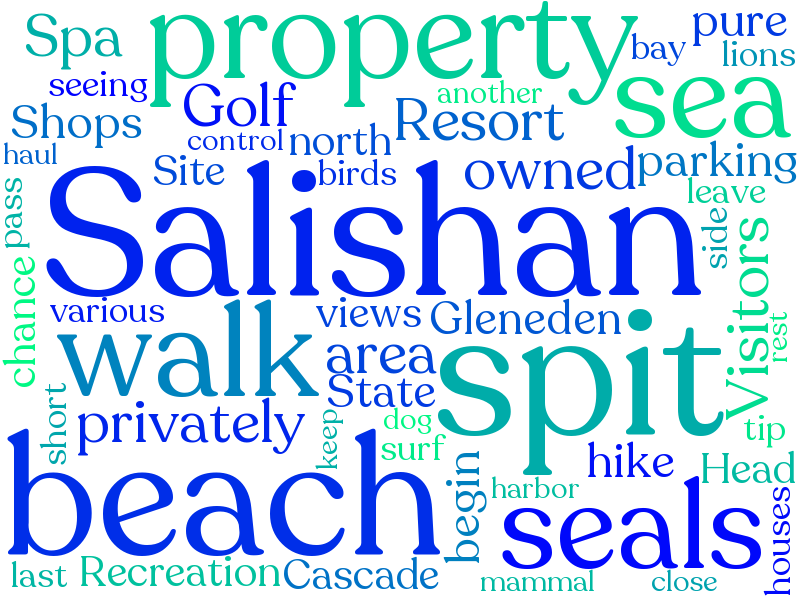 Spa
property
pure
bay
lions
seeing
Golf
another
sea
Shops
control
north
Resort
haul
Site
birds
owned
parking
leave
pass
Salishan
side
Visitors
chance
various
views
Gleneden
rest
walk
area
spit
State
short
privately
keep
dog
surf
tip
beach
begin
hike
Head
harbor
seals
houses
last
Recreation
Cascade
mammal
close